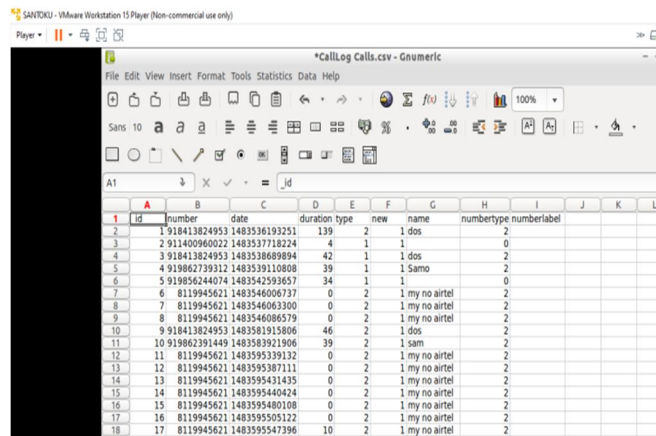 SANTOKU - VMware Workstation 15 Player (Non-commercial use only)
Player
*CallLog Calls.csv - Gnumeric
File Edit View Insert Format Tools Statistics Data Help
100%
Sans 10 a a a
A1 = _id
A B C D E F G H I J K L
1 _id number date duration type new name numbertype numberlabel
2 1 918413824953 1483536193251 139 2 1 dos 2
3 2 911400960022 1483537718224 4 1 1 0
4 3 918413824953 1483538689894 42 1 1 dos 2
5 4 919862739312 1483539110808 39 1 1 Samo 2
6 5 919856244074 1483542593657 34 1 1 0
7 6 8119945621 1483546006737 0 2 1 my no airtel 2
8 7 8119945621 1483546063300 0 2 1 my no airtel 2
9 8 8119945621 1483546086579 0 2 1 my no airtel 2
10 9 918413824953 1483581915806 46 2 1 dos 2
11 10 919862391449 1483583921906 39 2 1 sam 2
12 11 8119945621 1483595339132 0 2 1 my no airtel 2
13 12 8119945621 1483595387111 0 2 1 my no airtel 2
14 13 8119945621 1483595431435 0 2 1 my no airtel 2
15 14 8119945621 1483595440424 0 2 1 my no airtel 2
16 15 8119945621 1483595480108 0 2 1 my no airtel 2
17 16 8119945621 1483595505122 0 2 1 my no airtel 2
18 17 8119945621 1483595547396 10 2 1 my no airtel 2